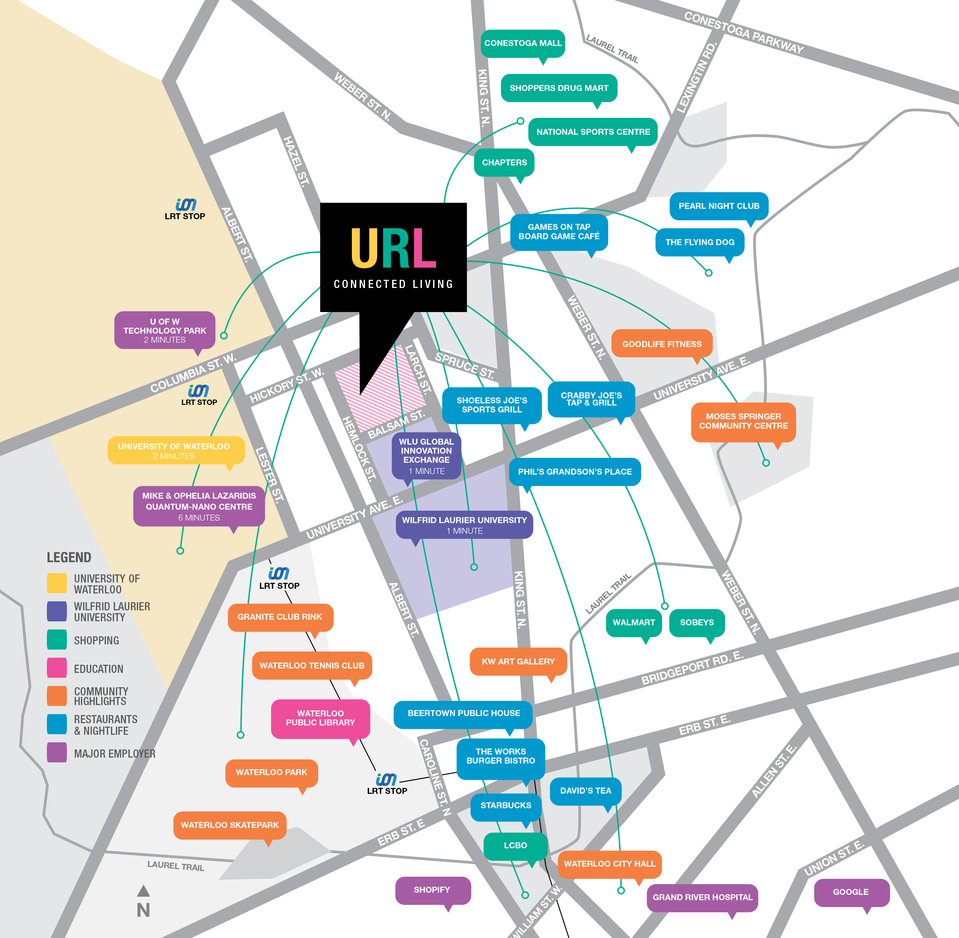 CONESTOGA PARKWAY
LAUREL TRAIL
LEXINGTIN RD.
WEBER ST. N.
KING ST. N.
CONESTOGA MALL
SHOPPERS DRUG MART
NATIONAL SPORTS CENTRE
CHAPTERS
HAZEL ST.
ALBERT ST.
ion
LRT STOP
PEARL NIGHT CLUB
GAMES ON TAP
BOARD GAME CAFÉ
THE FLYING DOG
URL
CONNECTED LIVING
U OF W
TECHNOLOGY PARK
2 MINUTES
COLUMBIA ST. W.
WEBER ST. N.
GOODLIFE FITNESS
UNIVERSITY AVE. E.
SPRUCE ST.
LARCH ST.
HICKORY ST. W.
ion
LRT STOP
SHOELESS JOE'S
SPORTS GRILL
CRABBY JOE'S
TAP & GRILL
MOSES SPRINGER
COMMUNITY CENTRE
BALSAM ST.
HEMLOCK ST.
UNIVERSITY OF WATERLOO
2 MINUTES
WLU GLOBAL
INNOVATION
EXCHANGE
1 MINUTE
PHIL'S GRANDSON'S PLACE
LESTER ST.
MIKE & OPHELIA LAZARIDIS
QUANTUM-NANO CENTRE
6 MINUTES
UNIVERSITY AVE. E.
WILFRID LAURIER UNIVERSITY
1 MINUTE
LEGEND
UNIVERSITY OF
WATERLOO
WILFRID LAURIER
UNIVERSITY
SHOPPING
EDUCATION
COMMUNITY
HIGHLIGHTS
RESTAURANTS
& NIGHTLIFE
MAJOR EMPLOYER
ion
LRT STOP
ALBERT ST.
KING ST. N.
LAUREL TRAIL
WEBER ST. N.
GRANITE CLUB RINK
WALMART
SOBEYS
WATERLOO TENNIS CLUB
KW ART GALLERY
BRIDGEPORT RD. E.
WATERLOO
PUBLIC LIBRARY
BEERTOWN PUBLIC HOUSE
ERB ST. E.
CAROLINE ST. N
THE WORKS
BURGER BISTRO
ALLEN ST. E.
WATERLOO PARK
ion
LRT STOP
DAVID'S TEA
STARBUCKS
WATERLOO SKATEPARK
ERB ST. E
LCBO
UNION ST. E.
LAUREL TRAIL
WATERLOO CITY HALL
SHOPIFY
GRAND RIVER HOSPITAL
GOOGLE
WILLIAM ST. W.
N